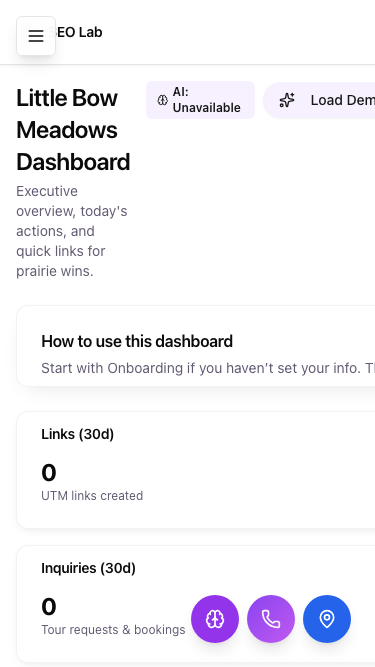 SEO Lab
Little Bow
Meadows
Dashboard
AI:
Unavailable
Load Dem
Executive
overview, today's
actions, and
quick links for
prairie wins.
How to use this dashboard
Start with Onboarding if you haven't set your info. Th
Links (30d)
0
UTM links created
Inquiries (30d)
0
Tour requests & bookings